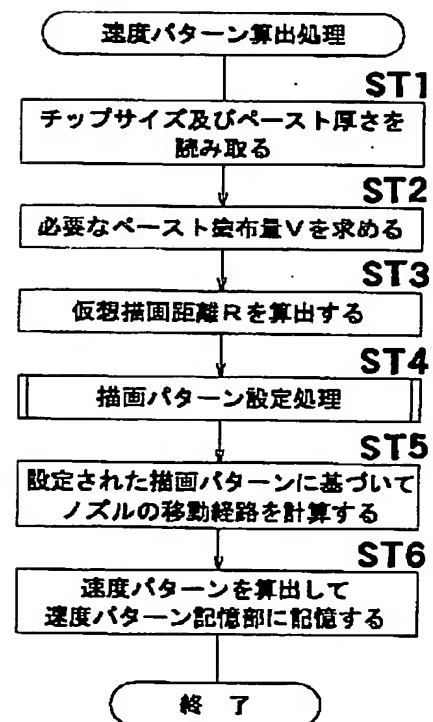 速度パターン算出処理
ST1
チップサイズ及びペースト厚さを
読み取る
ST2
必要なペースト塗布量Vを求める
ST3
仮想描画距離Rを算出する
ST4
描画パターン設定処理
ST5
設定された描画パターンに基づいて
ノズルの移動経路を計算する
ST6
速度パターンを算出して
速度パターン記憶部に記憶する
終 了